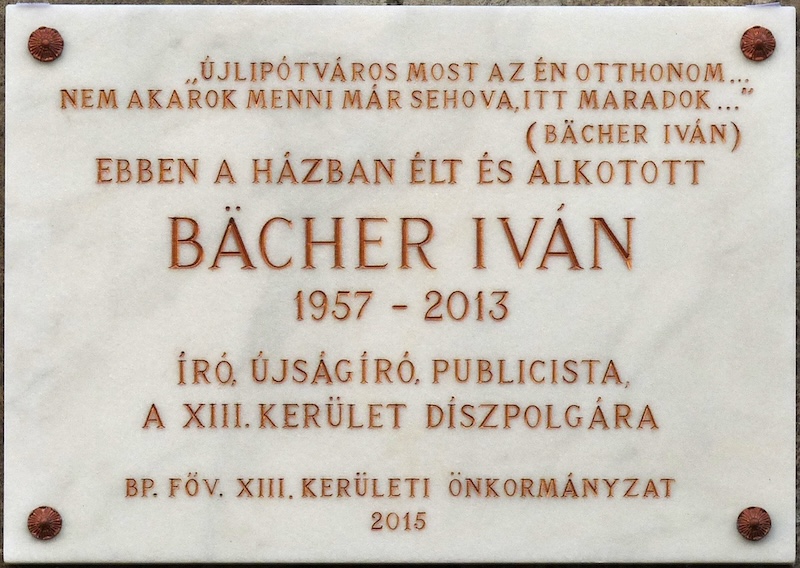 „ÚJLIPÓTVÁROS MOST AZ ÉN OTTHONOM...
NEM AKAROK MENNI MÁR SEHOVA, ITT MARADOK..."
(BÄCHER IVÁN)
EBBEN A HÁZBAN ÉLT ÉS ALKOTOTT
BÄCHER IVÁN
1957 - 2013
ÍRÓ, ÚJSÁGÍRÓ, PUBLICISTA,
A XIII. KERÜLET DÍSZPOLGÁRA
BP. FŐV. XIII. KERÜLETI ÖNKORMÁNYZAT
2015